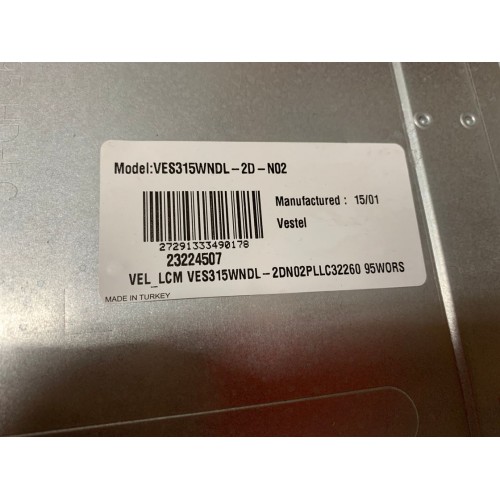 Model:VES315WNDL-2D-N02
Manufactured : 15/01
Vestel
27291333490178
23224507
VEL_LCM VES315WNDL-2DN02PLLC32260 95WORS
MADE IN TURKEY